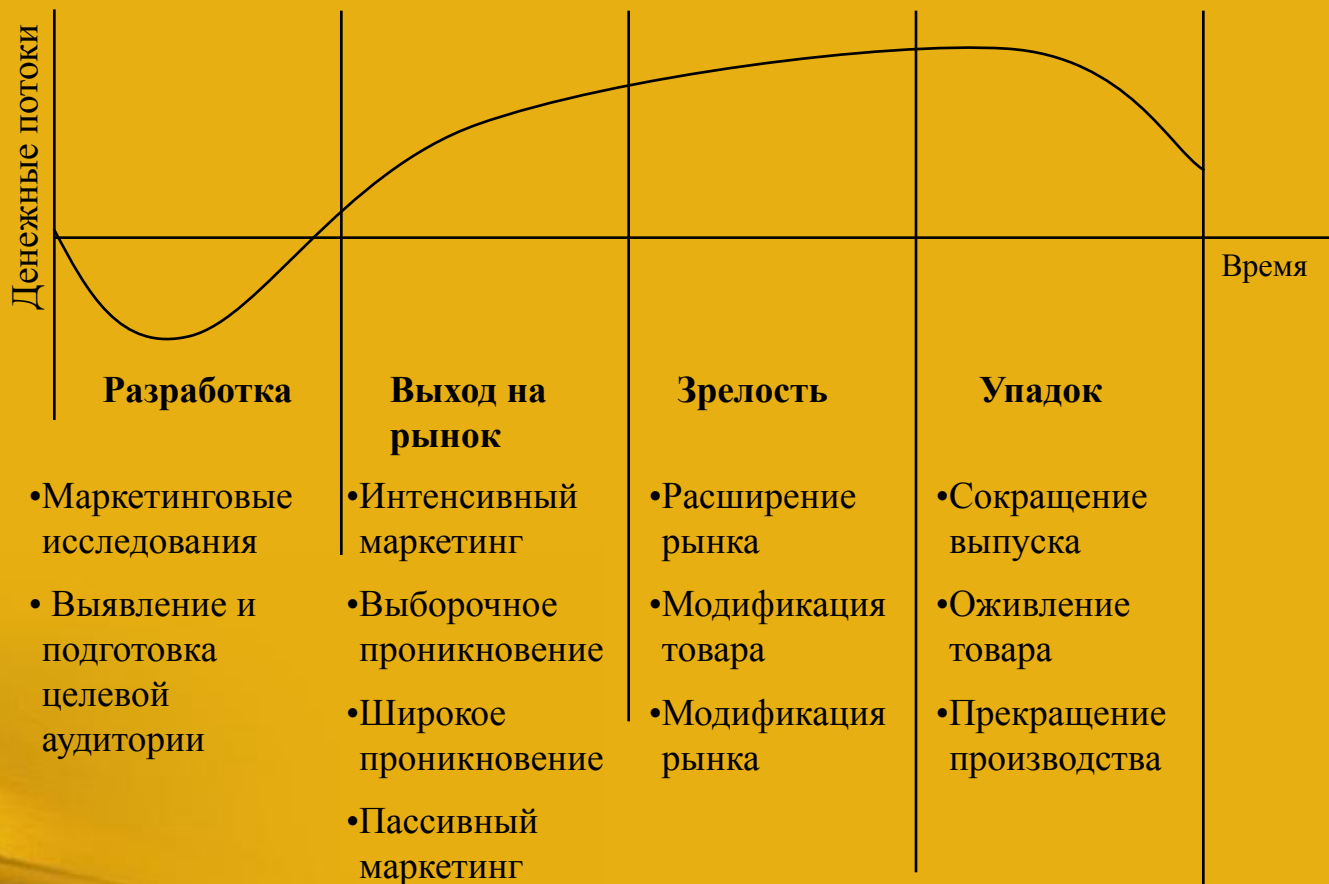 Денежные потоки
Время
Разработка
Выход на
рынок
Зрелость
Упадок
•Маркетинговые
исследования
• Выявление и
подготовка
целевой
аудитории
•Интенсивный
маркетинг
•Выборочное
проникновение
•Широкое
проникновение
•Пассивный
маркетинг
•Расширение
рынка
•Модификация
товара
•Модификация
рынка
•Сокращение
выпуска
•Оживление
товара
•Прекращение
производства